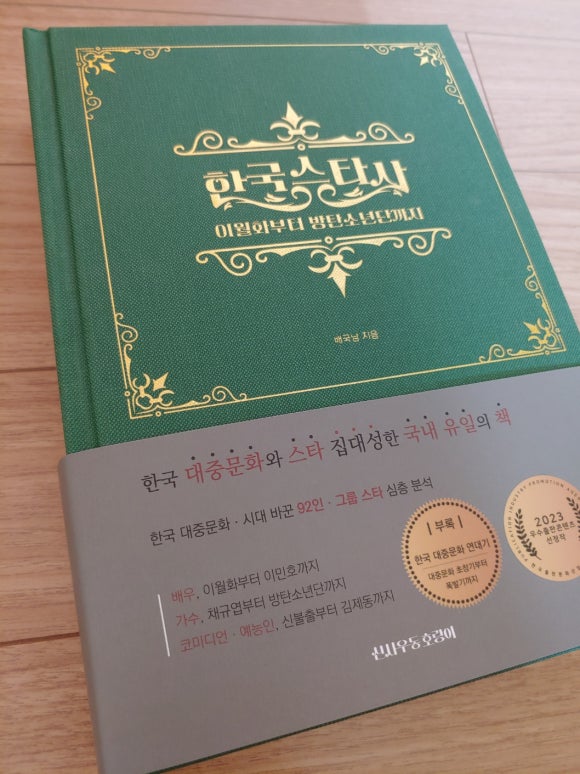 한국스타사
이월화부터 방탄소년단까지
배국남 지음
한국 대중문화와 스타 집대성한 국내 유일의 책
한국 대중문화 · 시대 바꾼 92인 · 그룹 스타 심층 분석
배우, 이월화부터 이민호까지
가수, 채규엽부터 방탄소년단까지
코미디언 · 예능인, 신불출부터 김제동까지
| 부록 |
한국 대중문화 연대기
대중문화 초창기부터
폭발기까지
2023
우수출판콘텐츠
선정작
신사우동호랑이